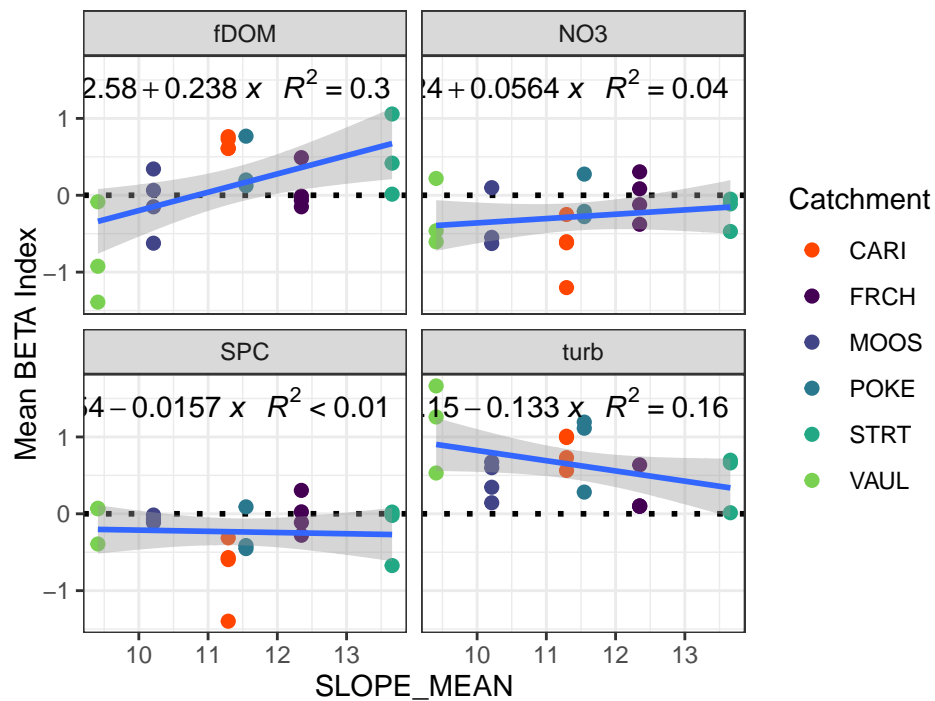 fDOM NO3
2.58 + 0.238 x R² = 0.3
24 + 0.0564 x R² = 0.04
1
0
−1
SPC turb
54 − 0.0157 x R² < 0.01
.15 − 0.133 x R² = 0.16
1
0
−1
10 11 12 13
10 11 12 13
SLOPE_MEAN
Mean BETA Index
Catchment
CARI
FRCH
MOOS
POKE
STRT
VAUL